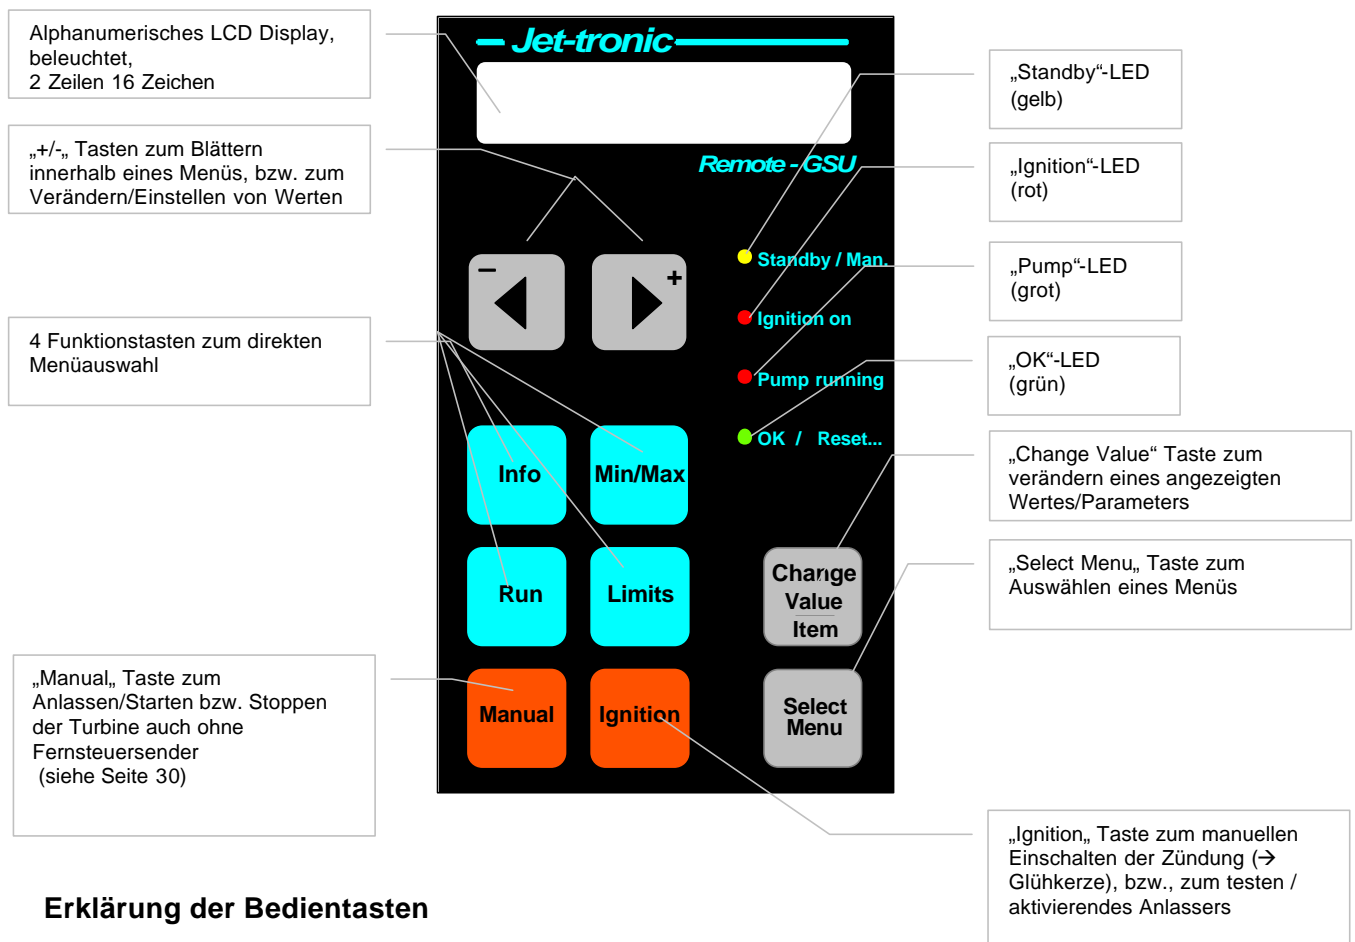 Alphanumerisches LCD Display,
beleuchtet,
2 Zeilen 16 Zeichen
„+/-„ Tasten zum Blättern
innerhalb eines Menüs, bzw. zum
Verändern/Einstellen von Werten
4 Funktionstasten zum direkten
Menüauswahl
„Manual„ Taste zum
Anlassen/Starten bzw. Stoppen
der Turbine auch ohne
Fernsteuersender
(siehe Seite 30)
Jet-tronic
Remote - GSU
- +
Standby / Man.
Ignition on
Pump running
OK / Reset...
Info
Min/Max
Run
Limits
Change
Value
Item
Manual
Ignition
Select
Menu
„Standby“-LED
(gelb)
„Ignition“-LED
(rot)
„Pump“-LED
(grot)
„OK“-LED
(grün)
„Change Value“ Taste zum
verändern eines angezeigten
Wertes/Parameters
„Select Menu„ Taste zum
Auswählen eines Menüs
„Ignition„ Taste zum manuellen
Einschalten der Zündung (→
Glühkerze), bzw., zum testen /
aktivierendes Anlassers
Erklärung der Bedientasten